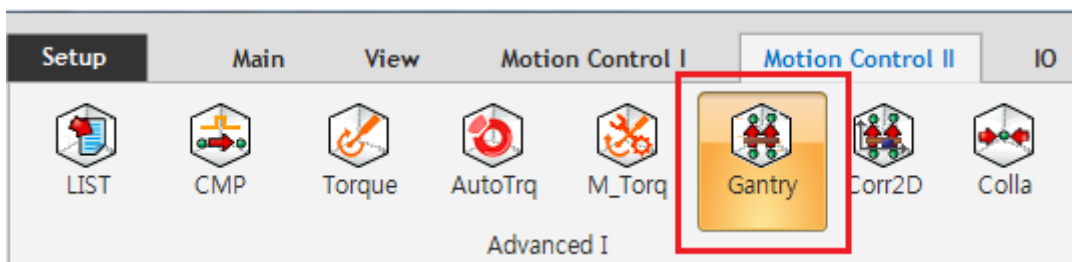 Setup Main View Motion Control I Motion Control II IO
LIST CMP Torque AutoTrq M_Torq Gantry Corr2D Colla
Advanced I